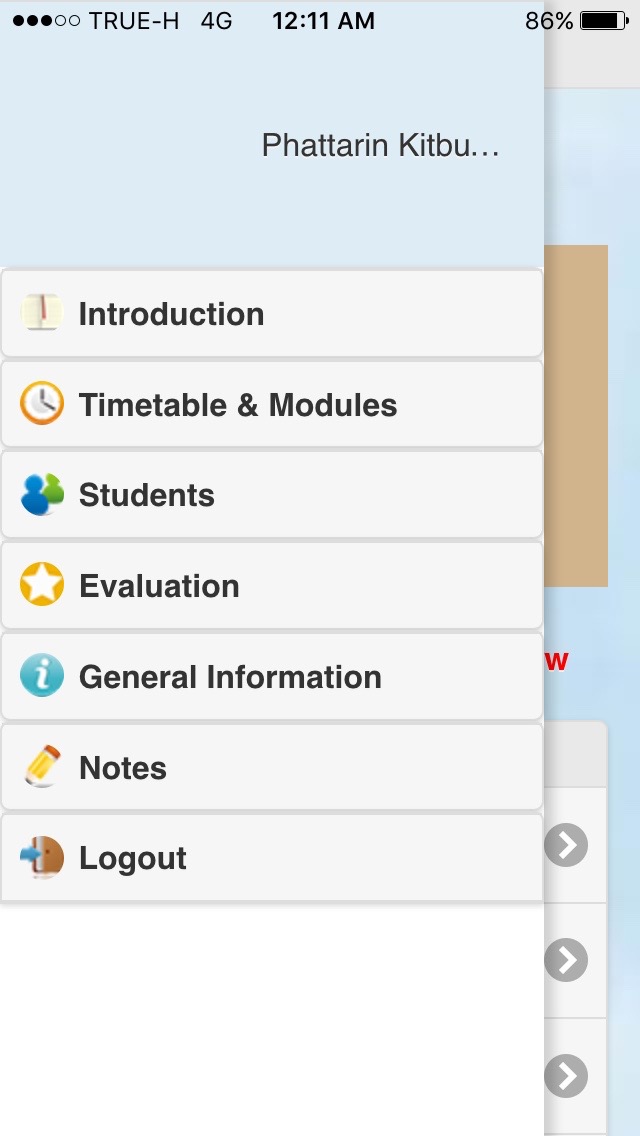 TRUE-H 4G 12:11 AM 86%
Phattarin Kitbu...
Introduction
Timetable & Modules
Students
Evaluation
General Information
w
Notes
Logout